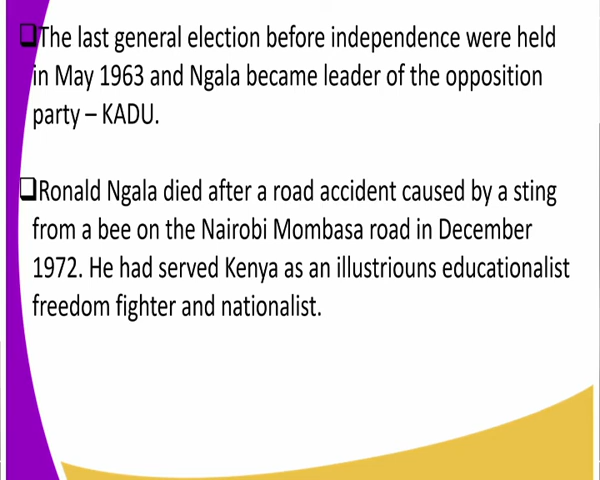 ❑The last general election before independence were held
in May 1963 and Ngala became leader of the opposition
party – KADU.
❑Ronald Ngala died after a road accident caused by a sting
from a bee on the Nairobi Mombasa road in December
1972. He had served Kenya as an illustriouns educationalist
freedom fighter and nationalist.